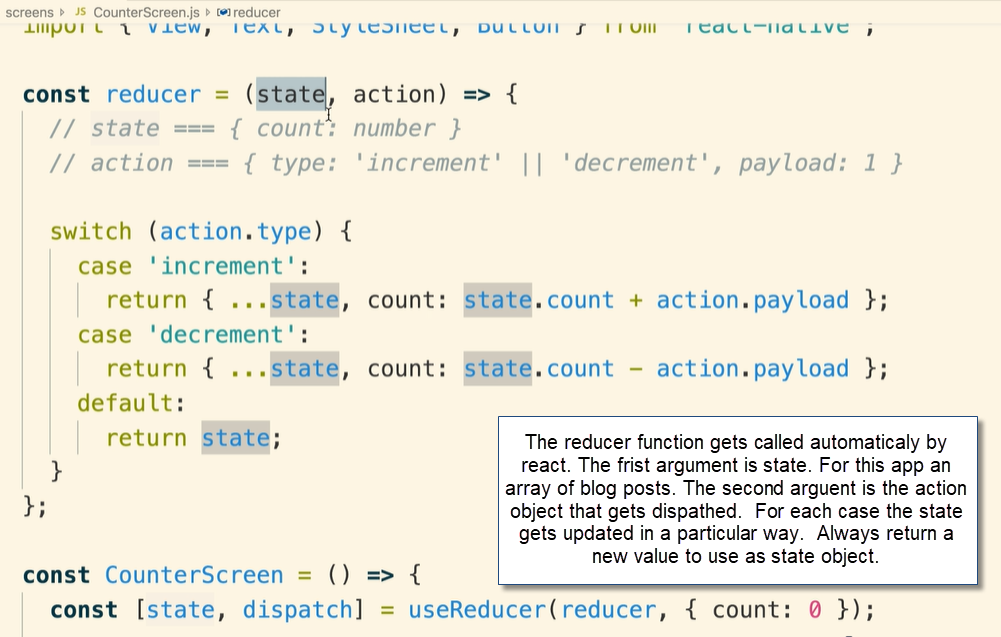 screens JS CounterScreen.js reducer
import { View, Text, StyleSheet, Button } from 'react-native';
const reducer = (state, action) => {
// state === { count: number }
// action === { type: 'increment' || 'decrement', payload: 1 }
switch (action.type) {
case 'increment':
return { ...state, count: state.count + action.payload };
case 'decrement':
return { ...state, count: state.count - action.payload };
default:
return state;
}
};
The reducer function gets called automaticaly by
react. The frist argument is state. For this app an
array of blog posts. The second arguent is the action
object that gets dispathed. For each case the state
gets updated in a particular way. Always return a
new value to use as state object.
const CounterScreen = () => {
const [state, dispatch] = useReducer(reducer, { count: 0 });